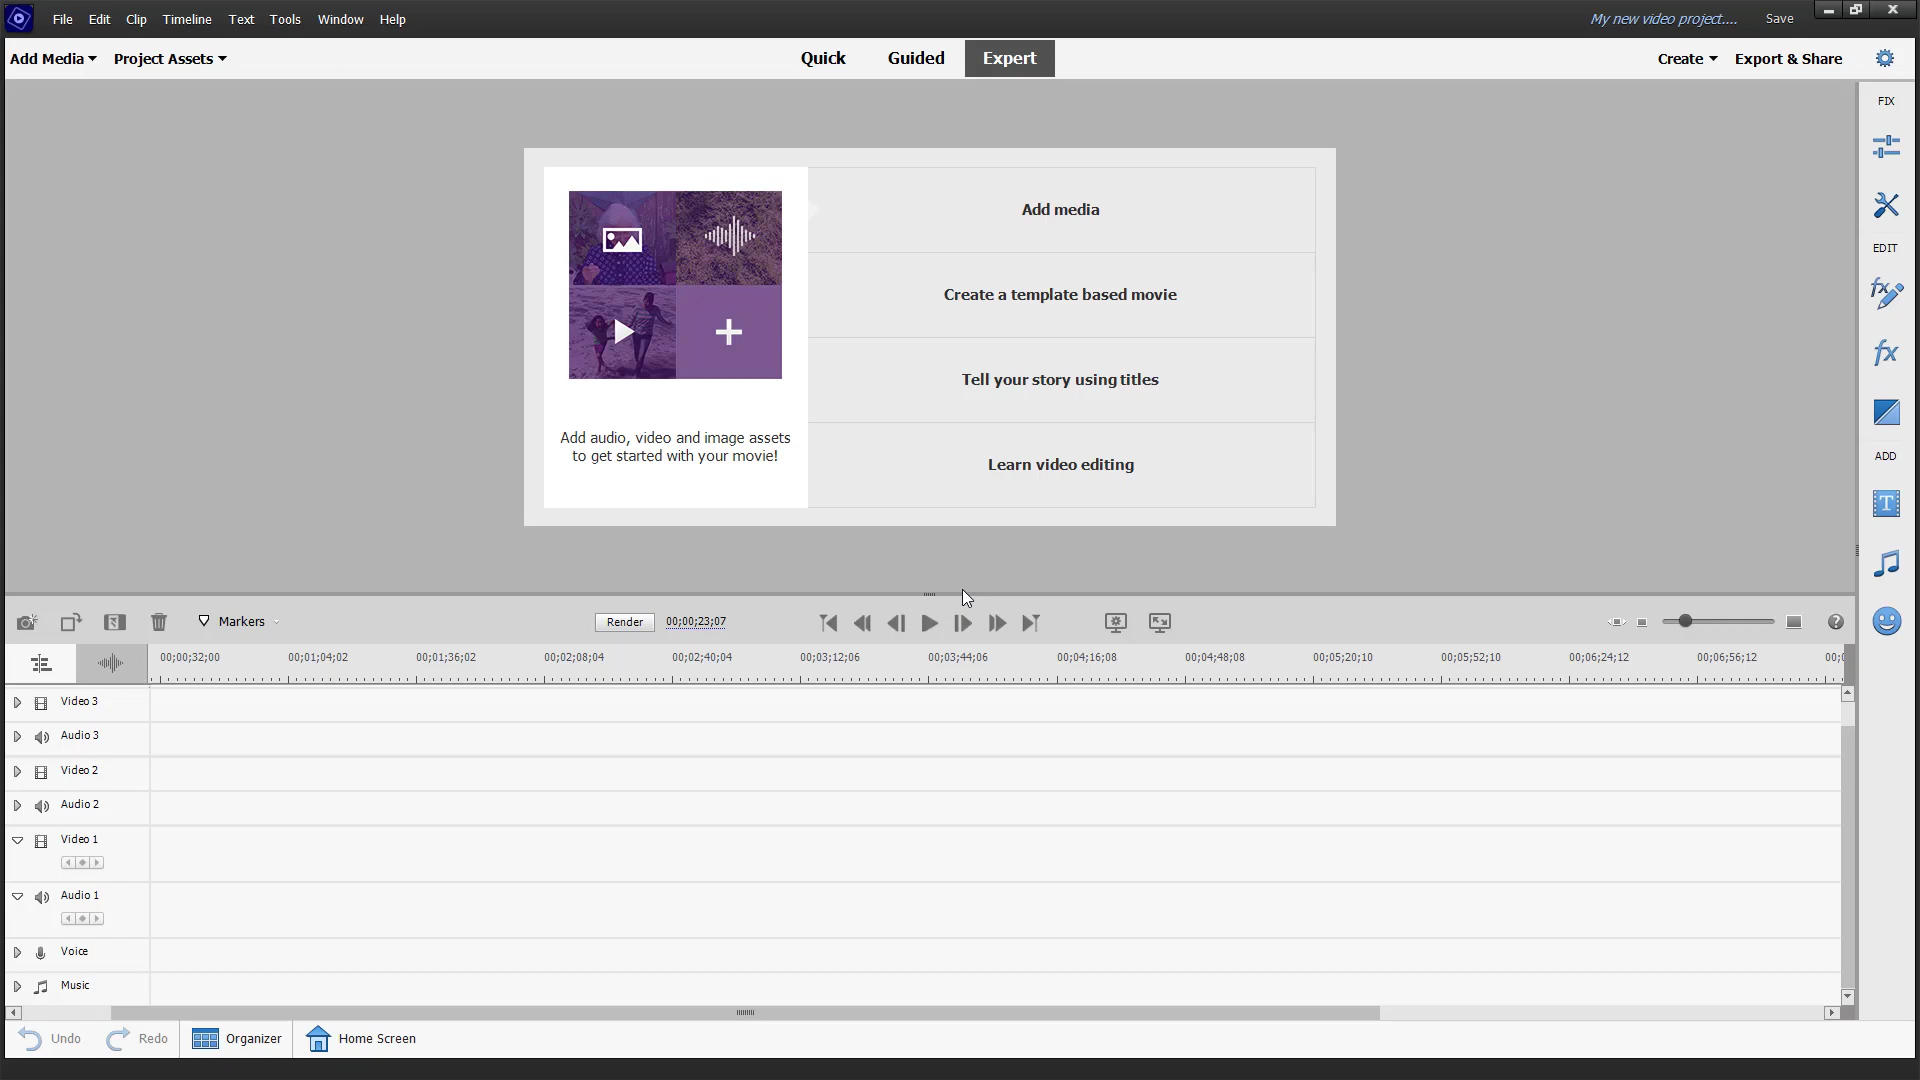 File Edit Clip Timeline Text Tools Window Help
My new video project.... Save
Add Media Project Assets
Quick Guided Expert
Create Export & Share
FIX
EDIT
ADD
Add media
Create a template based movie
Tell your story using titles
Learn video editing
Add audio, video and image assets
to get started with your movie!
Markers
Render 00;00;23;07
00;00;32;00 00;01;04;02 00;01;36;02 00;02;08;04 00;02;40;04 00;03;12;06 00;03;44;06 00;04;16;08 00;04;48;08 00;05;20;10 00;05;52;10 00;06;24;12 00;06;56;12 00;
Video 3
Audio 3
Video 2
Audio 2
Video 1
Audio 1
Voice
Music
Undo Redo Organizer Home Screen